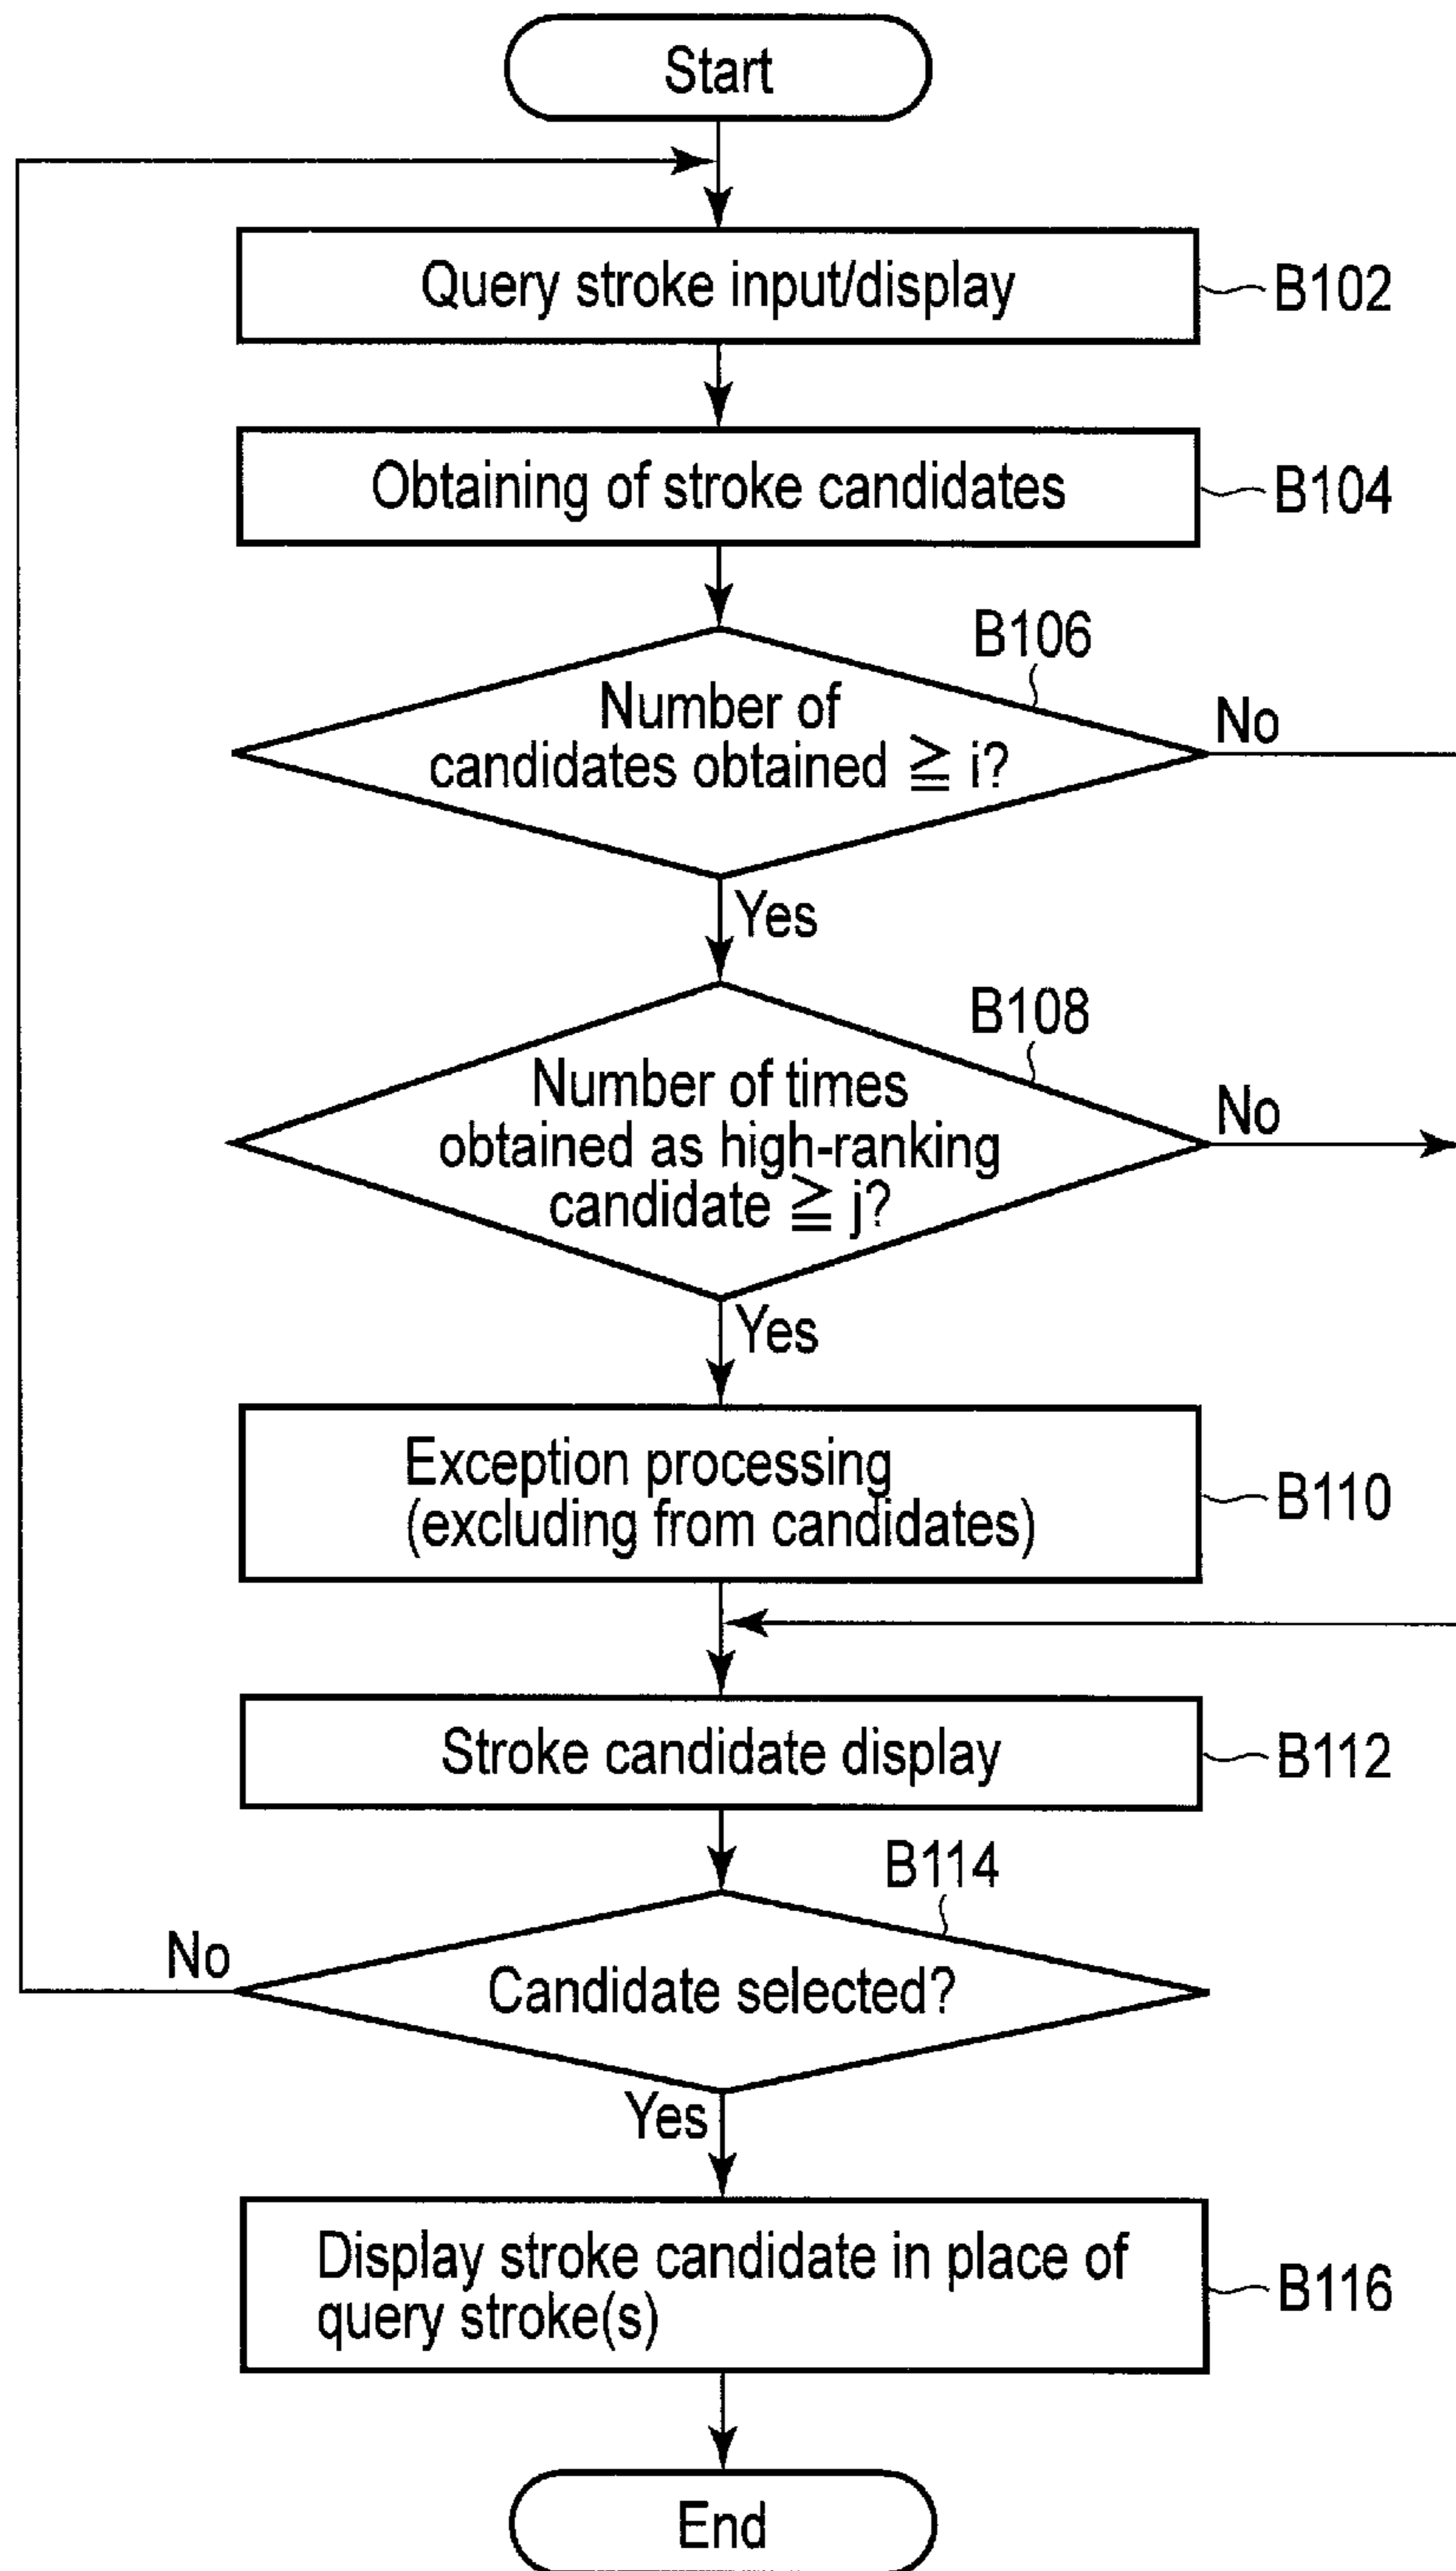 Start
Query stroke input/display
B102
Obtaining of stroke candidates
B104
B106
Number of
candidates obtained ≧ i?
No
Yes
B108
Number of times
obtained as high-ranking
candidate ≧ j?
No
Yes
Exception processing
(excluding from candidates)
B110
Stroke candidate display
B112
B114
No
Candidate selected?
Yes
Display stroke candidate in place of
query stroke(s)
B116
End